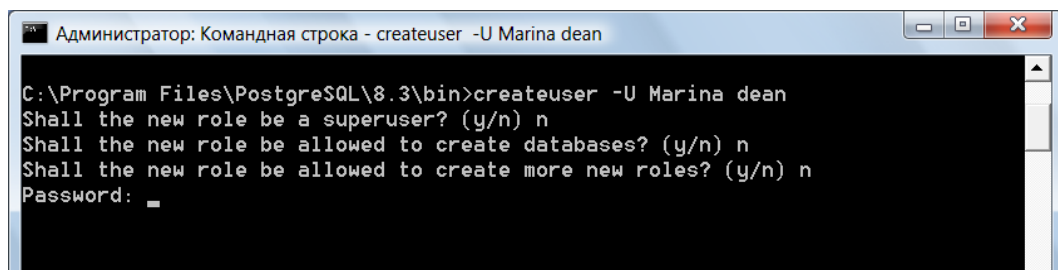 Администратор: Командная строка - createuser -U Marina dean
C:\Program Files\PostgreSQL\8.3\bin>createuser -U Marina dean
Shall the new role be a superuser? (y/n) n
Shall the new role be allowed to create databases? (y/n) n
Shall the new role be allowed to create more new roles? (y/n) n
Password: _